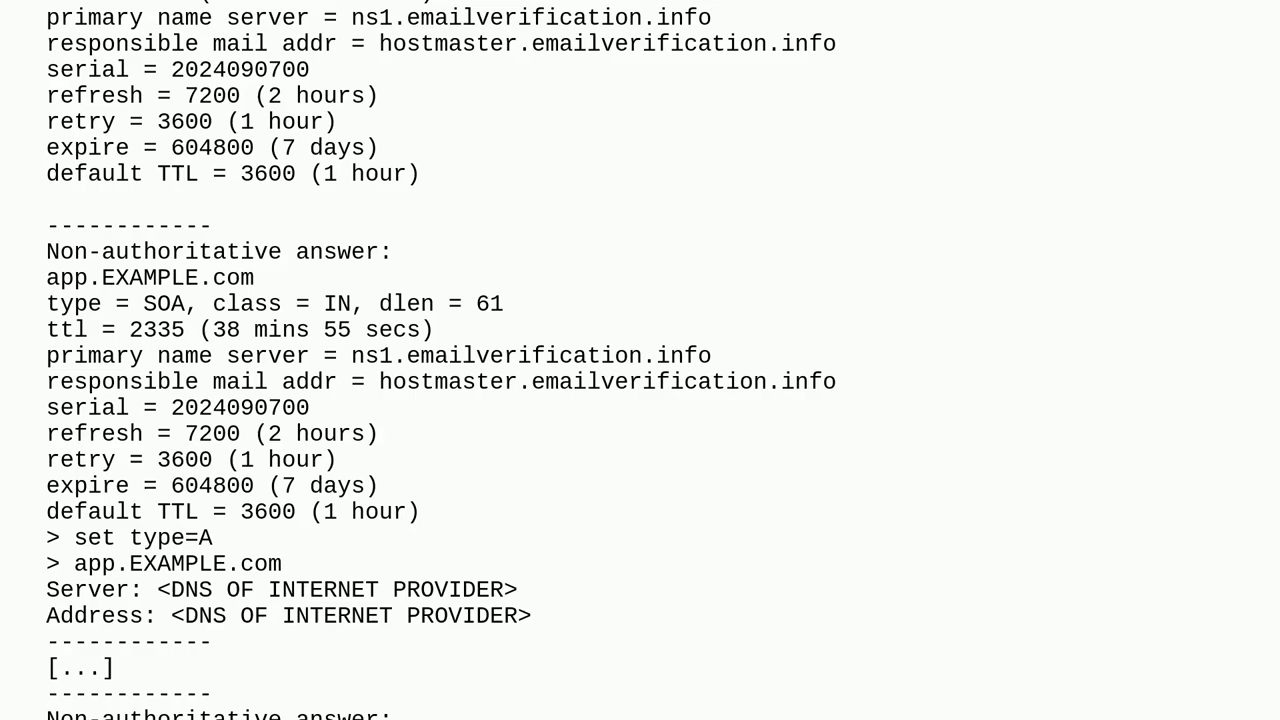 primary name server = ns1.emailverification.info
responsible mail addr = hostmaster.emailverification.info
serial = 2024090700
refresh = 7200 (2 hours)
retry = 3600 (1 hour)
expire = 604800 (7 days)
default TTL = 3600 (1 hour)
------------
Non-authoritative answer:
app.EXAMPLE.com
type = SOA, class = IN, dlen = 61
ttl = 2335 (38 mins 55 secs)
primary name server = ns1.emailverification.info
responsible mail addr = hostmaster.emailverification.info
serial = 2024090700
refresh = 7200 (2 hours)
retry = 3600 (1 hour)
expire = 604800 (7 days)
default TTL = 3600 (1 hour)
> set type=A
> app.EXAMPLE.com
Server: <DNS OF INTERNET PROVIDER>
Address: <DNS OF INTERNET PROVIDER>
------------
[...]
------------
Non-authoritative answer: